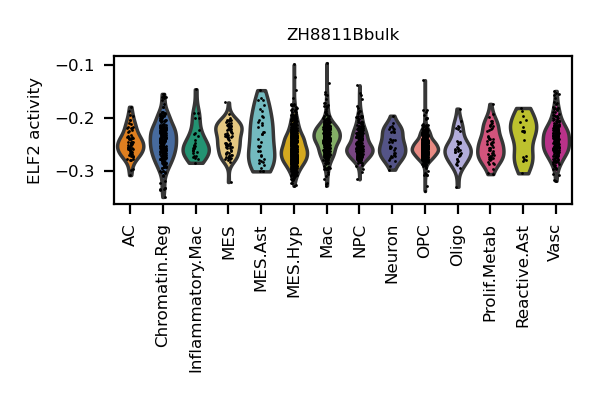 ZH8811Bbulk
ELF2 activity
−0.1
−0.2
−0.3
AC
Chromatin.Reg
Inflammatory.Mac
MES
MES.Ast
MES.Hyp
Mac
NPC
Neuron
OPC
Oligo
Prolif.Metab
Reactive.Ast
Vasc